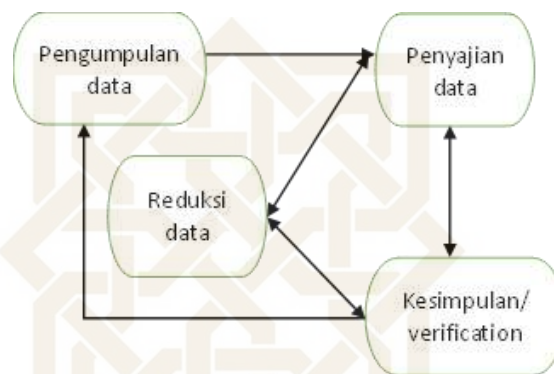 Pengumpulan
data
Penyajian
data
Reduksi
data
Kesimpulan/
verification